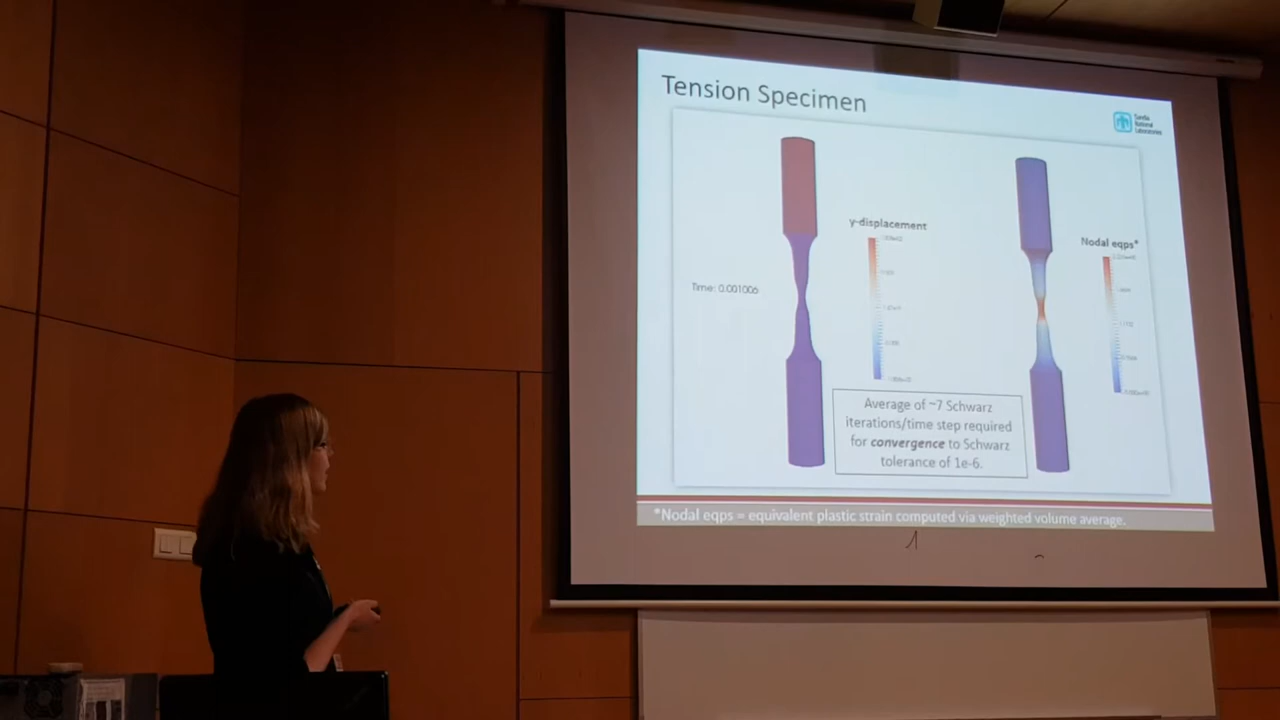 Tension Specimen
Sandia
National
Laboratories
y-displacement
Nodal eqps*
Time: 0.001006
Average of ~7 Schwarz
iterations/time step required
for convergence to Schwarz
tolerance of 1e-6.
*Nodal eqps = equivalent plastic strain computed via weighted volume average.